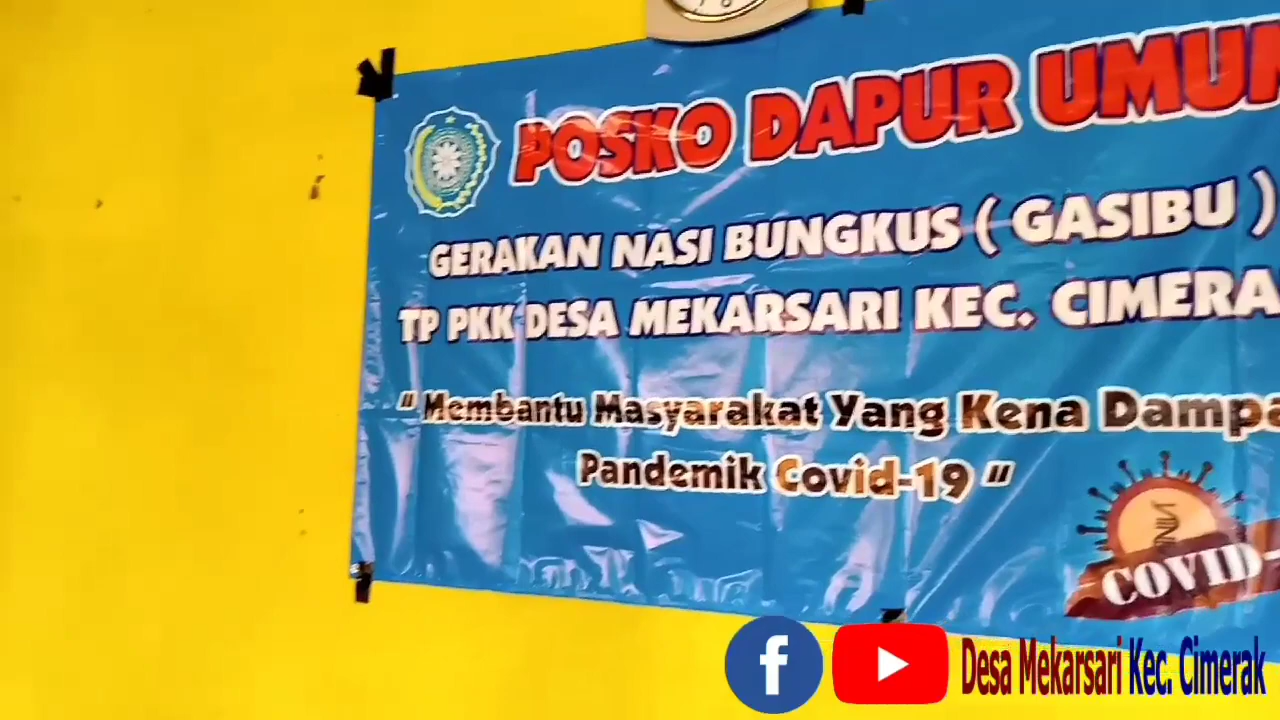 POSKO DAPUR UMUM
GERAKAN NASI BUNGKUS ( GASIBU )
TP PKK DESA MEKARSARI KEC. CIMERA
" Membantu Masyarakat Yang Kena Dampa
Pandemik Covid-19 "
COVID-
Desa Mekarsari Kec. Cimerak